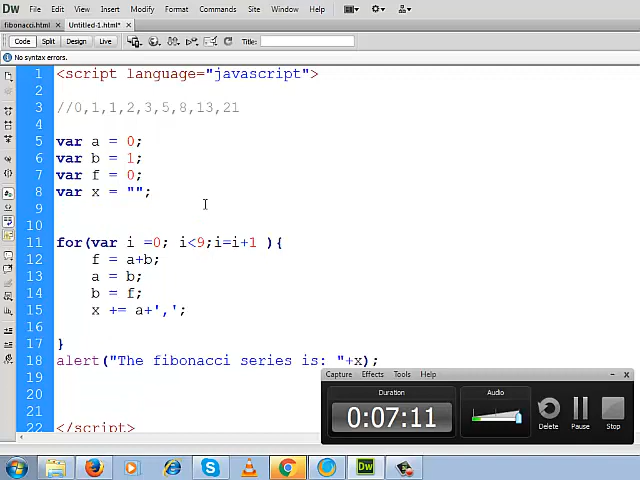 Dw File Edit View Insert Modify Format Commands Site Window Help
fibonacci.html × Untitled-1.html* ×
Code Split Design Live Title:
No syntax errors.
1 <script language="javascript">
2
3 //0,1,1,2,3,5,8,13,21
4
5 var a = 0;
6 var b = 1;
7 var f = 0;
8 var x = "";
9
10
11 for(var i =0; i<9;i=i+1 ){
12 f = a+b;
13 a = b;
14 b = f;
15 x += a+',';
16
17 }
18 alert("The fibonacci series is: "+x);
19
20
21
22 </script>
Capture Effects Tools Help
Duration
0:07:11
Audio
Delete Pause Stop
Dw